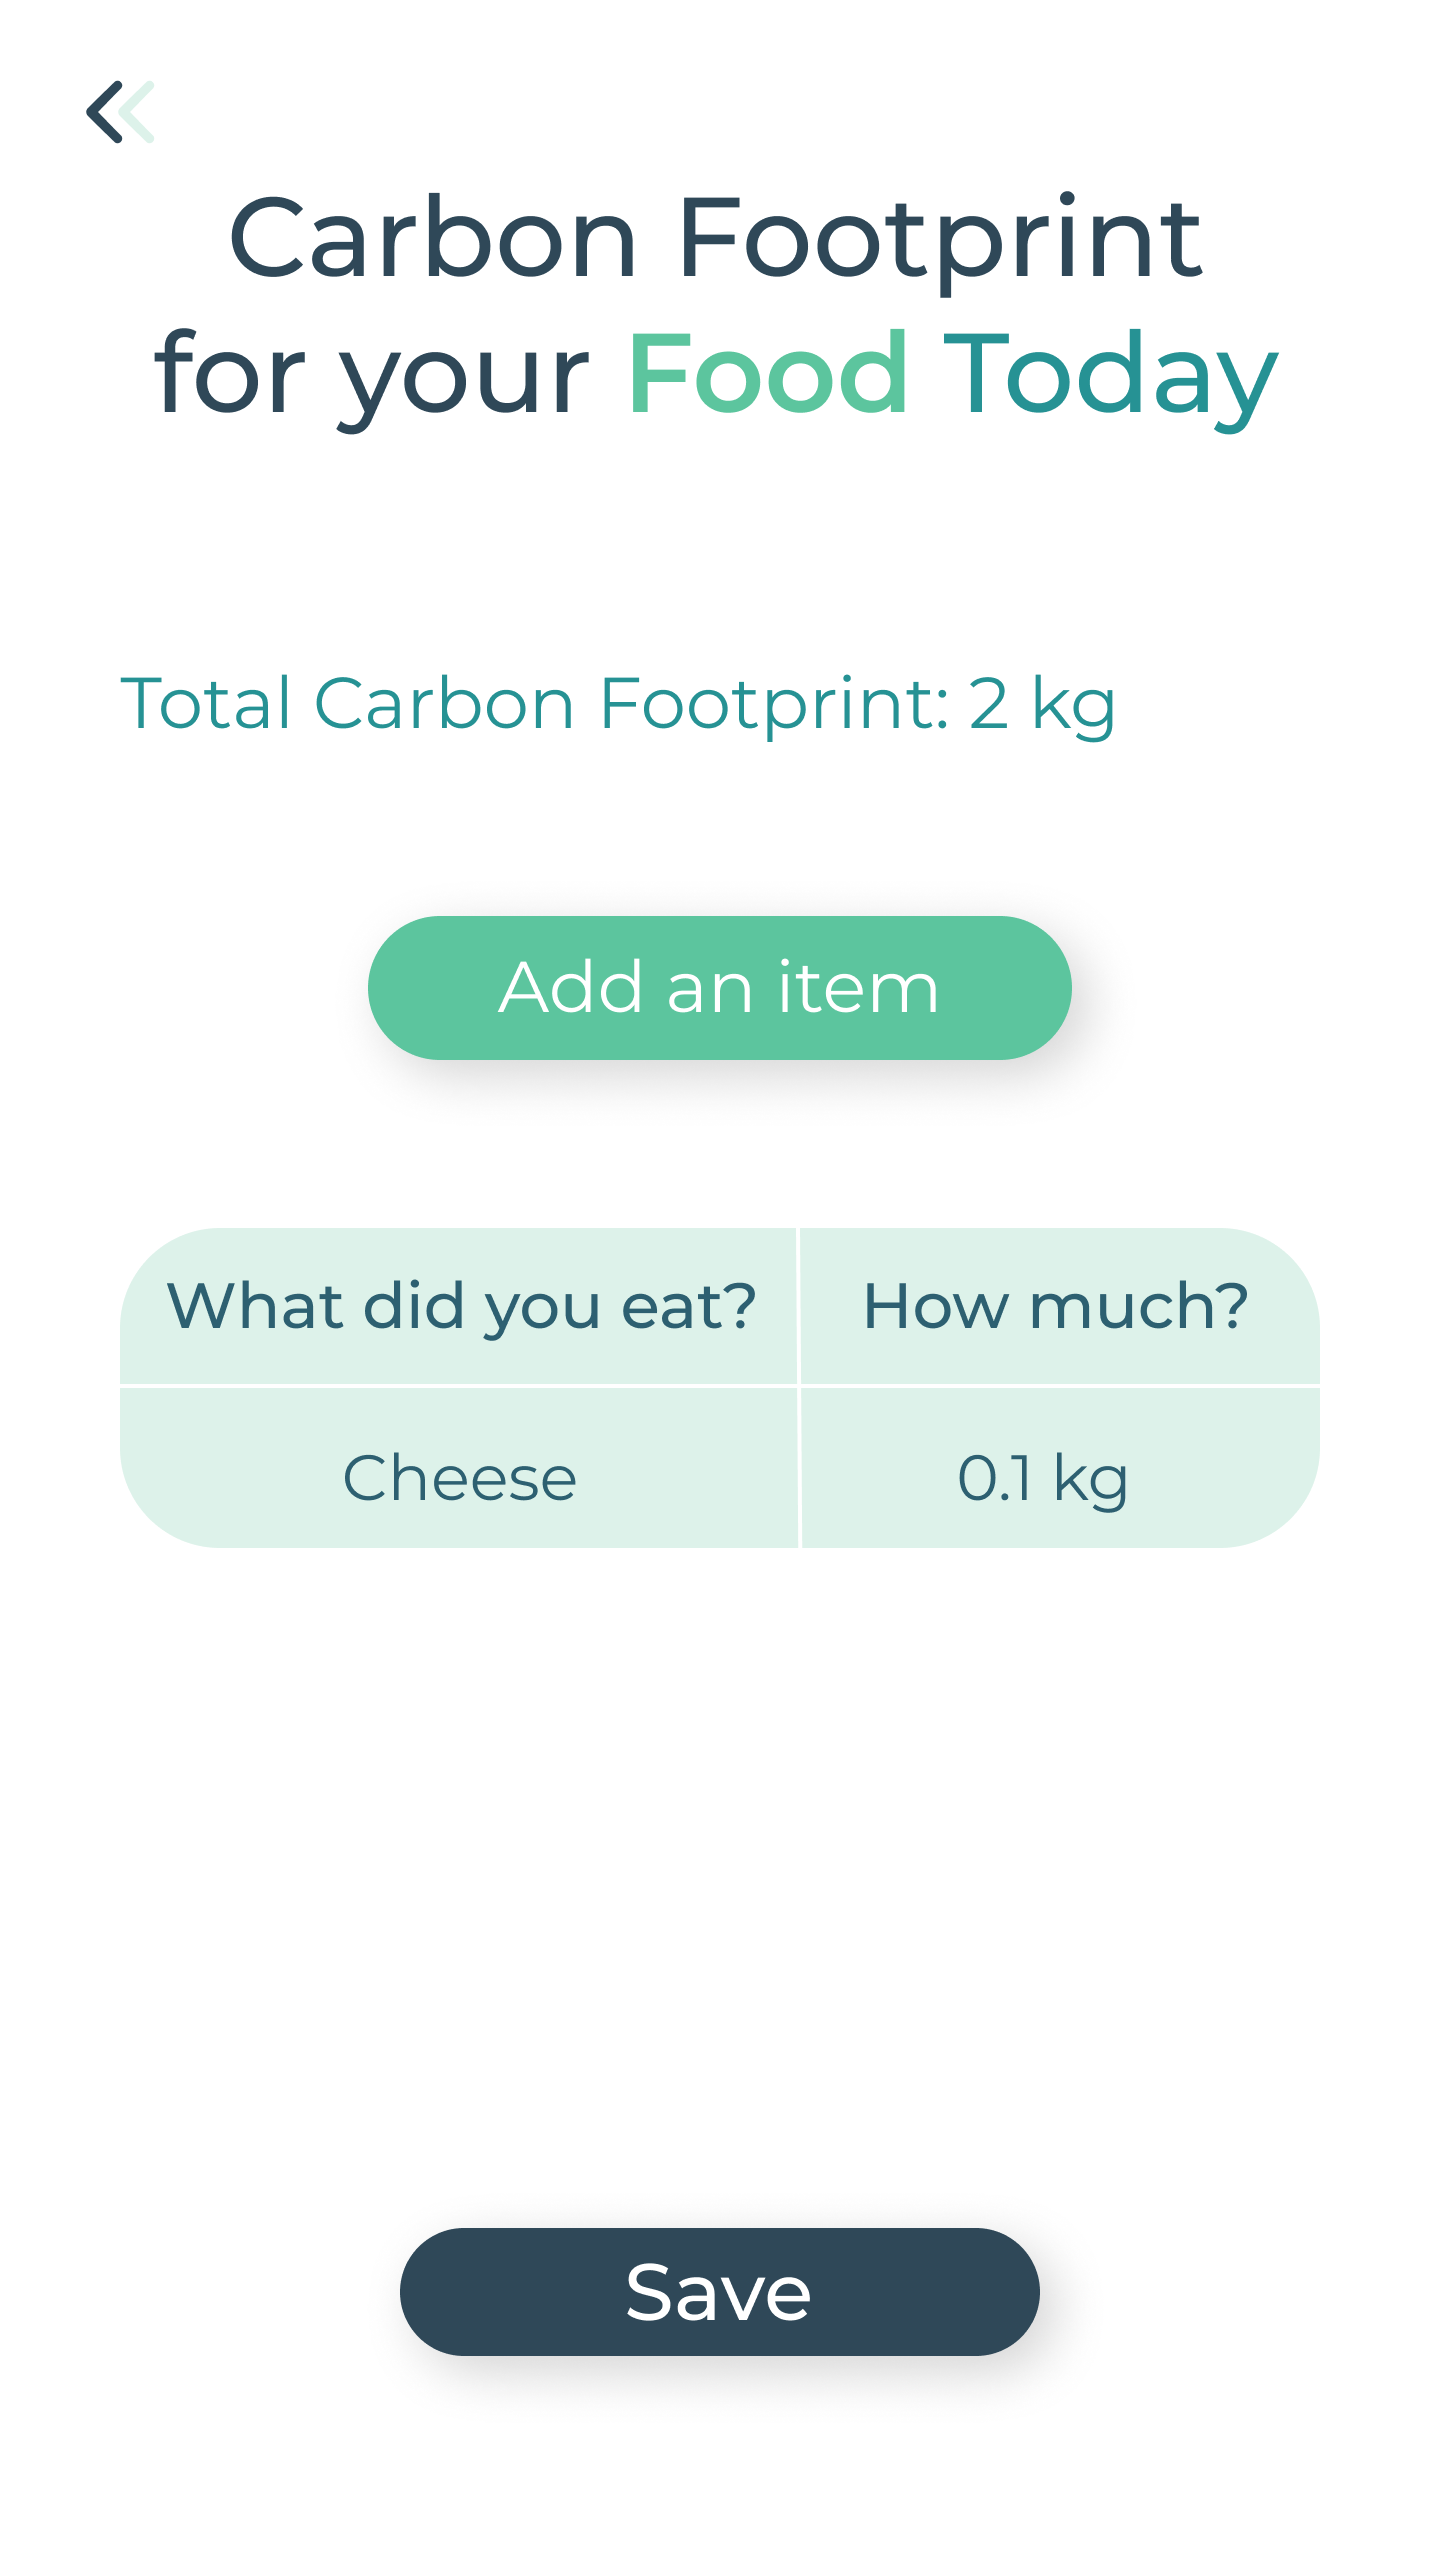 Carbon Footprint
for your Food Today
Total Carbon Footprint: 2 kg
Add an item
What did you eat? How much?
Cheese 0.1 kg
Save